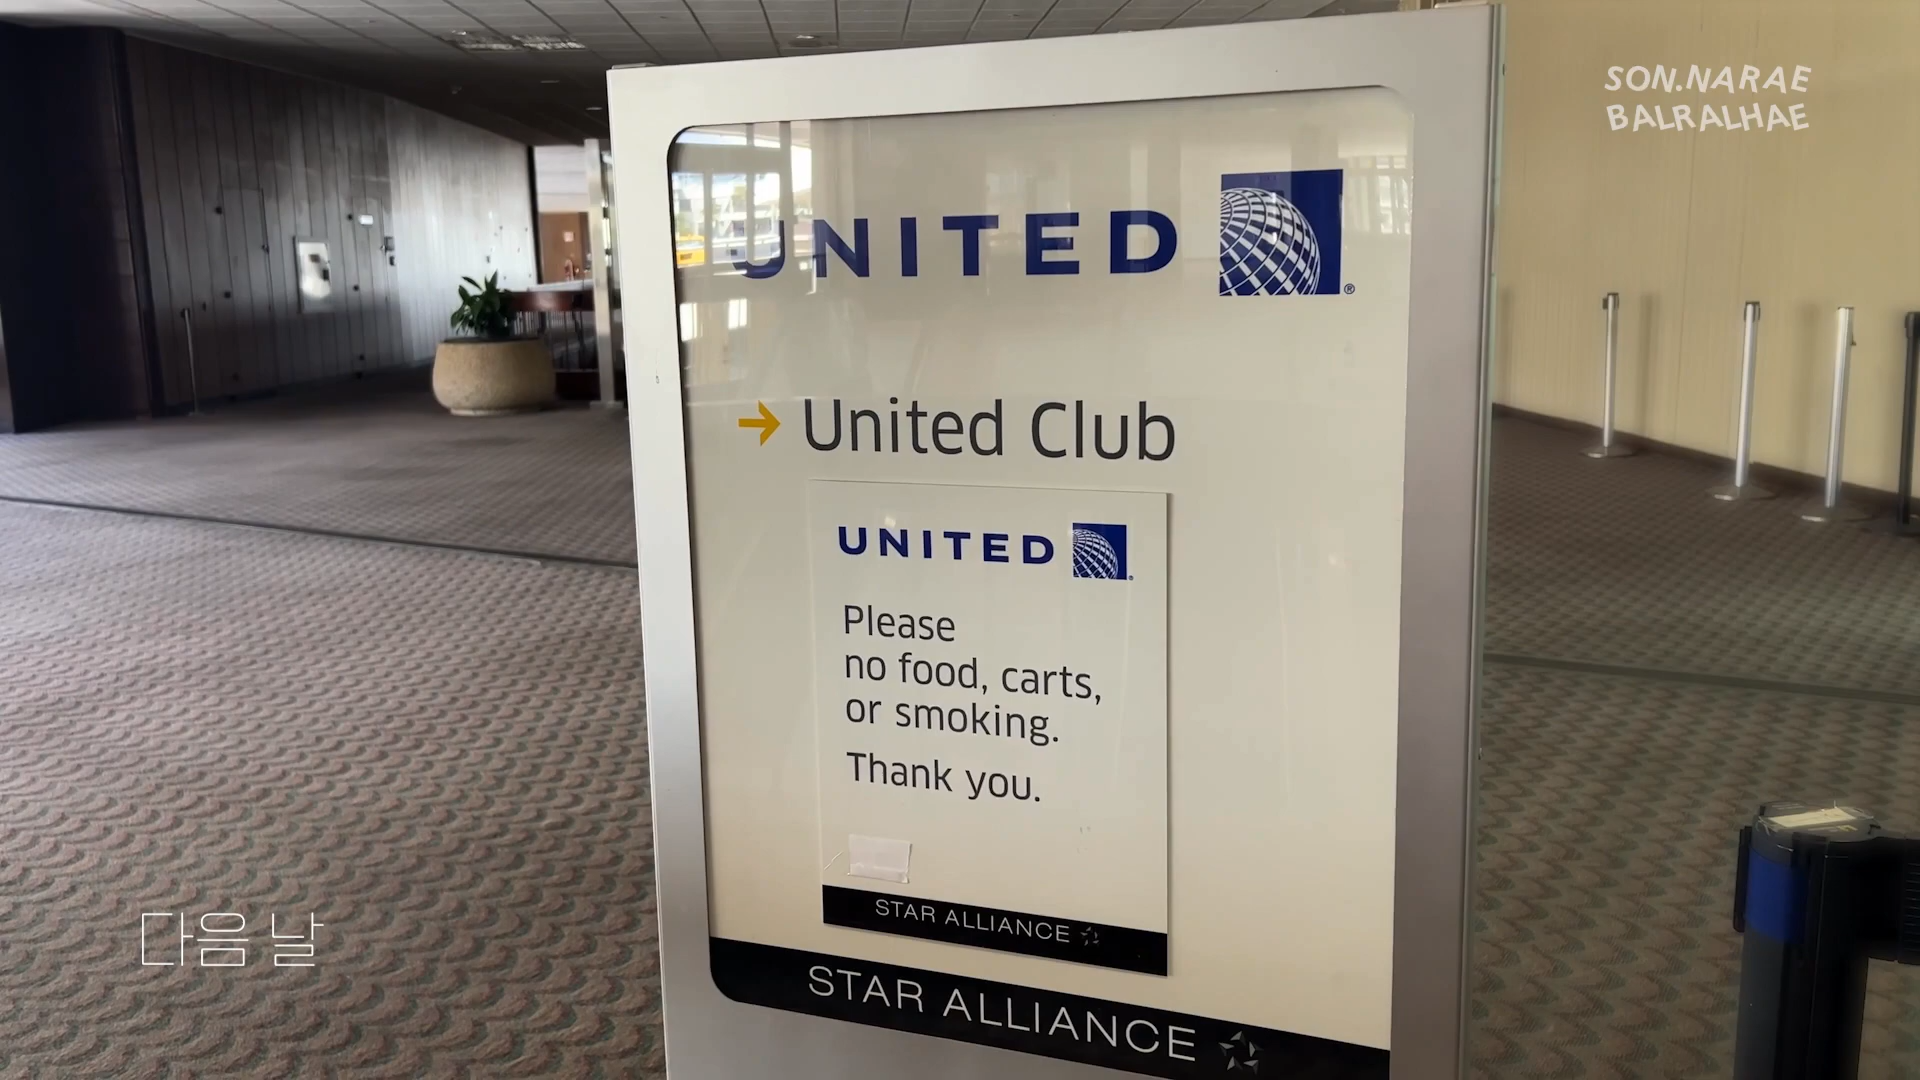 SON.NARAE
BALRALHAE
UNITED
→ United Club
UNITED
Please
no food, carts,
or smoking.
Thank you.
STAR ALLIANCE
STAR ALLIANCE
다음 날